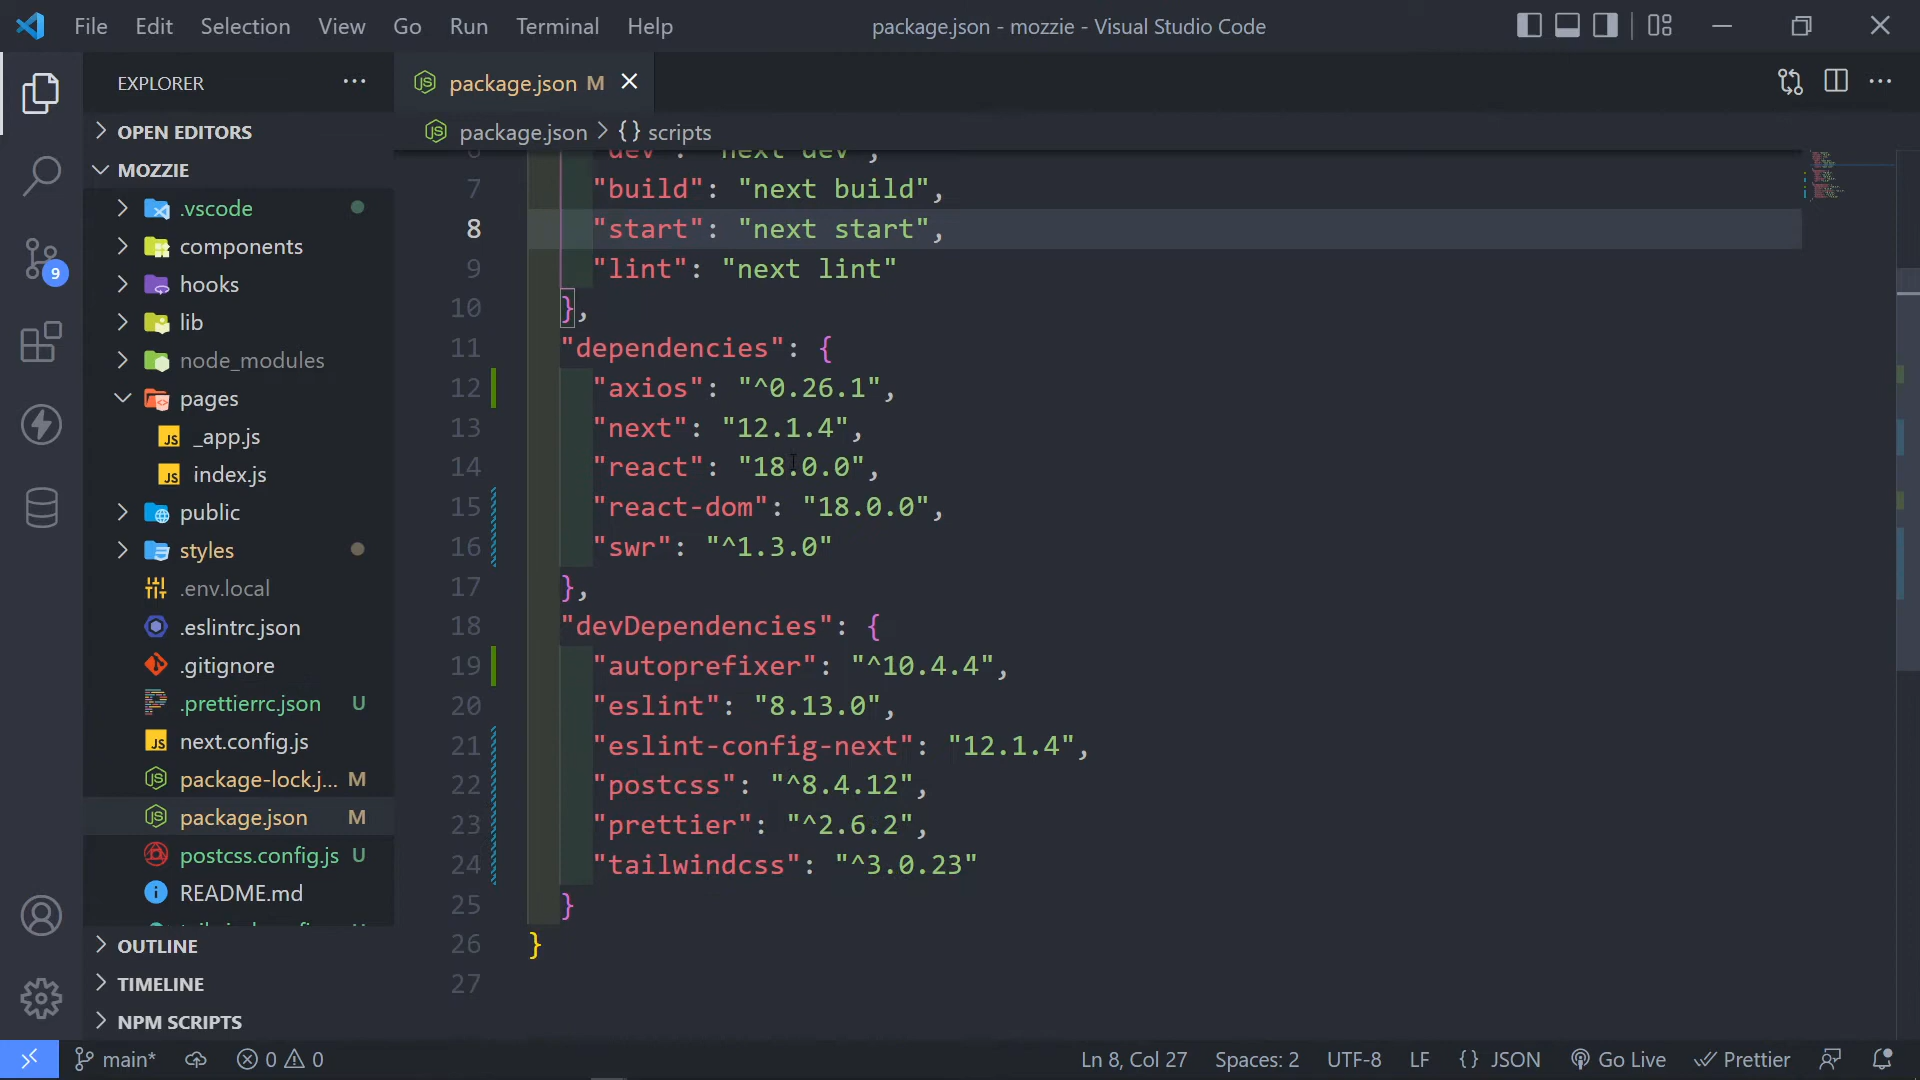 File Edit Selection View Go Run Terminal Help
package.json - mozzie - Visual Studio Code
EXPLORER
OPEN EDITORS
MOZZIE
.vscode
components
hooks
lib
node_modules
pages
_app.js
index.js
public
styles
.env.local
.eslintrc.json
.gitignore
.prettierrc.json U
next.config.js
package-lock.j... M
package.json M
postcss.config.js U
README.md
OUTLINE
TIMELINE
NPM SCRIPTS
9
package.json M
package.json > {} scripts
6 "dev": "next dev",
7 "build": "next build",
8 "start": "next start",
9 "lint": "next lint"
10 },
11 "dependencies": {
12 "axios": "^0.26.1",
13 "next": "12.1.4",
14 "react": "18.0.0",
15 "react-dom": "18.0.0",
16 "swr": "^1.3.0"
17 },
18 "devDependencies": {
19 "autoprefixer": "^10.4.4",
20 "eslint": "8.13.0",
21 "eslint-config-next": "12.1.4",
22 "postcss": "^8.4.12",
23 "prettier": "^2.6.2",
24 "tailwindcss": "^3.0.23"
25 }
26 }
27
main* 0 0
Ln 8, Col 27 Spaces: 2 UTF-8 LF {} JSON Go Live Prettier